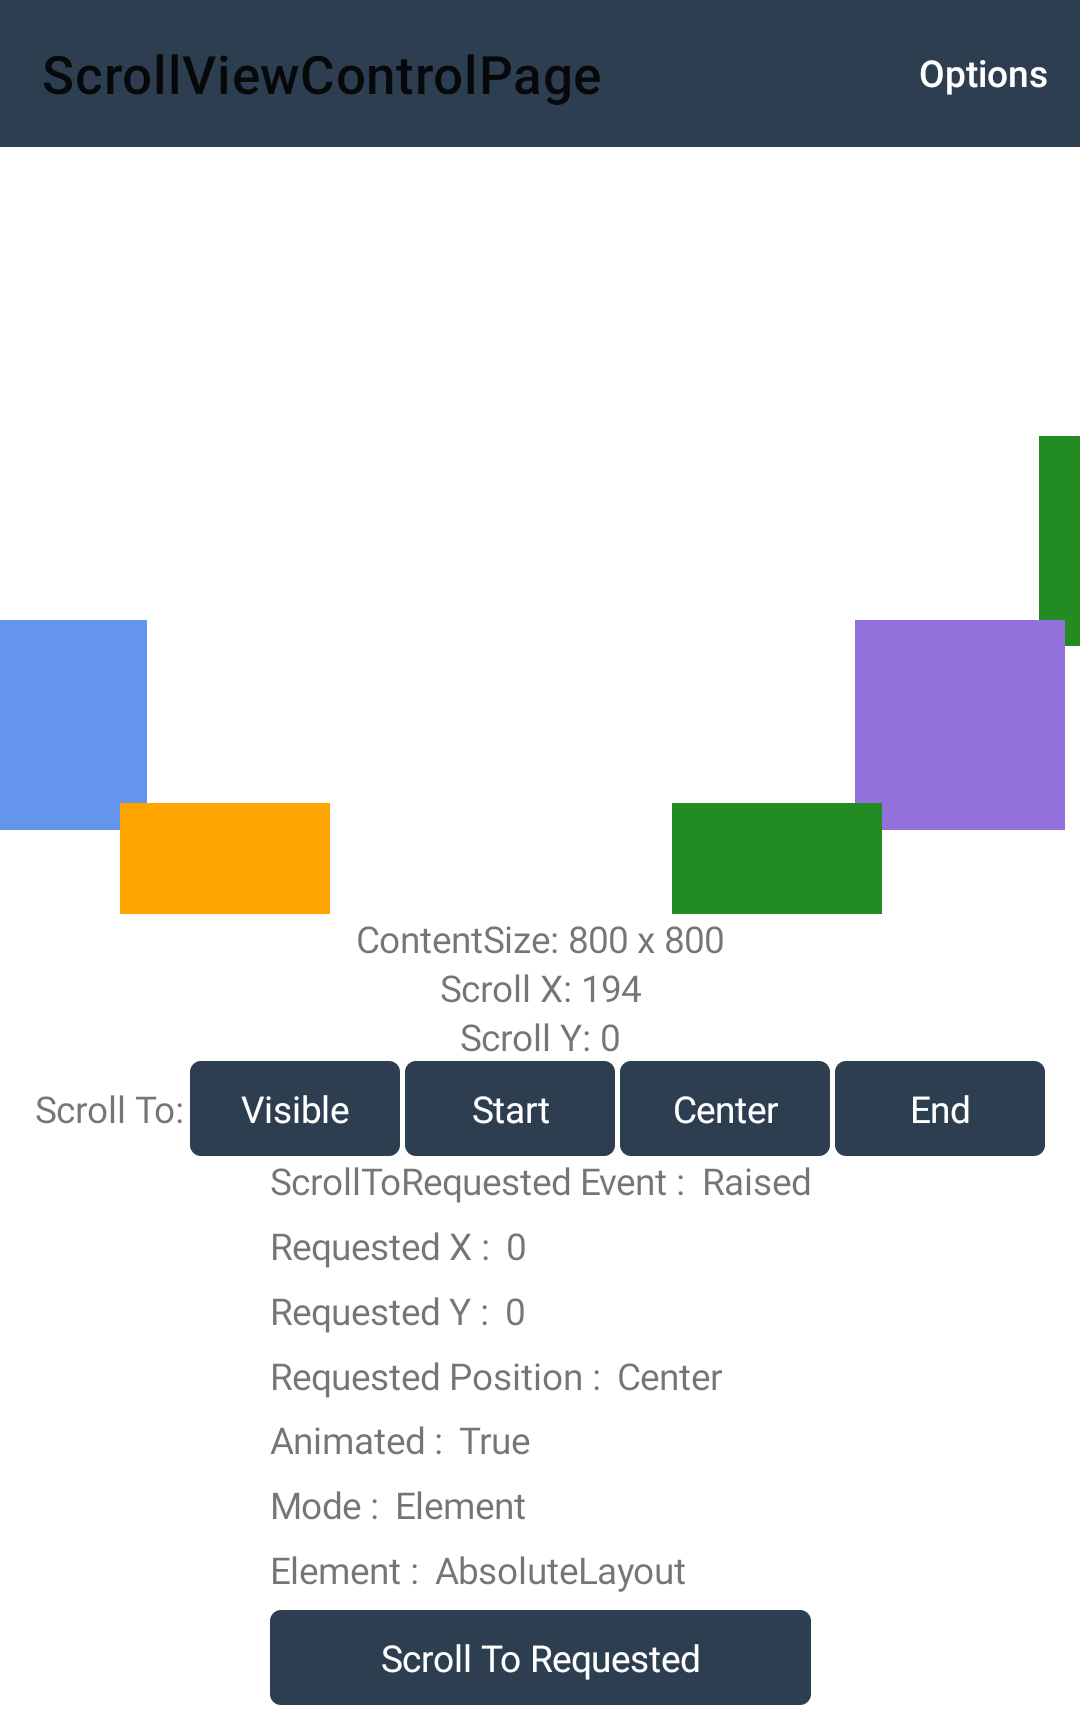 ScrollViewControlPage Options
ContentSize: 800 x 800
Scroll X: 194
Scroll Y: 0
Scroll To: Visible Start Center End
ScrollToRequested Event : Raised
Requested X : 0
Requested Y : 0
Requested Position : Center
Animated : True
Mode : Element
Element : AbsoluteLayout
Scroll To Requested